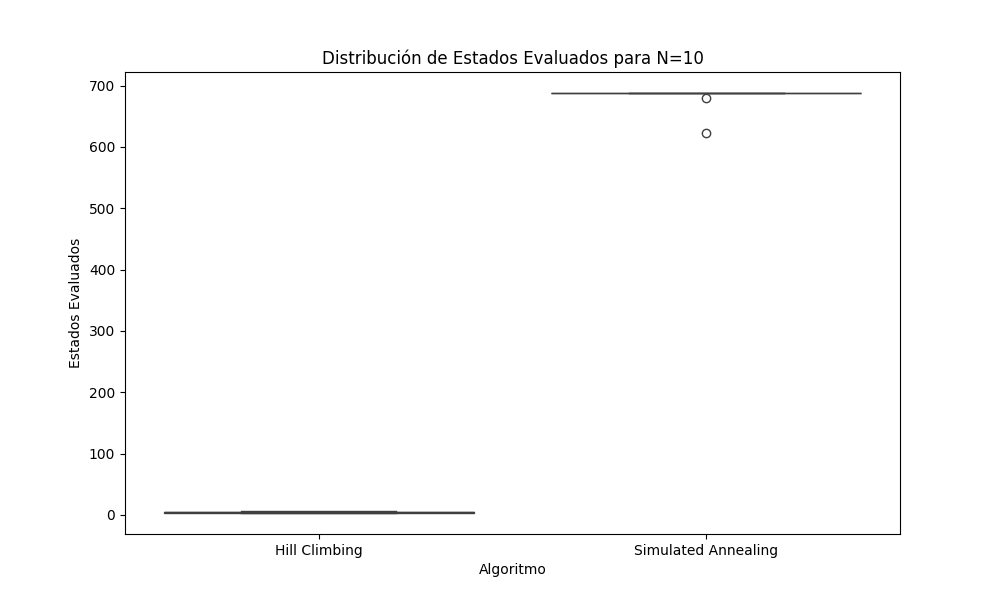 Distribución de Estados Evaluados para N=10
700
600
500
400
300
200
100
0
Estados Evaluados
Hill Climbing
Simulated Annealing
Algoritmo